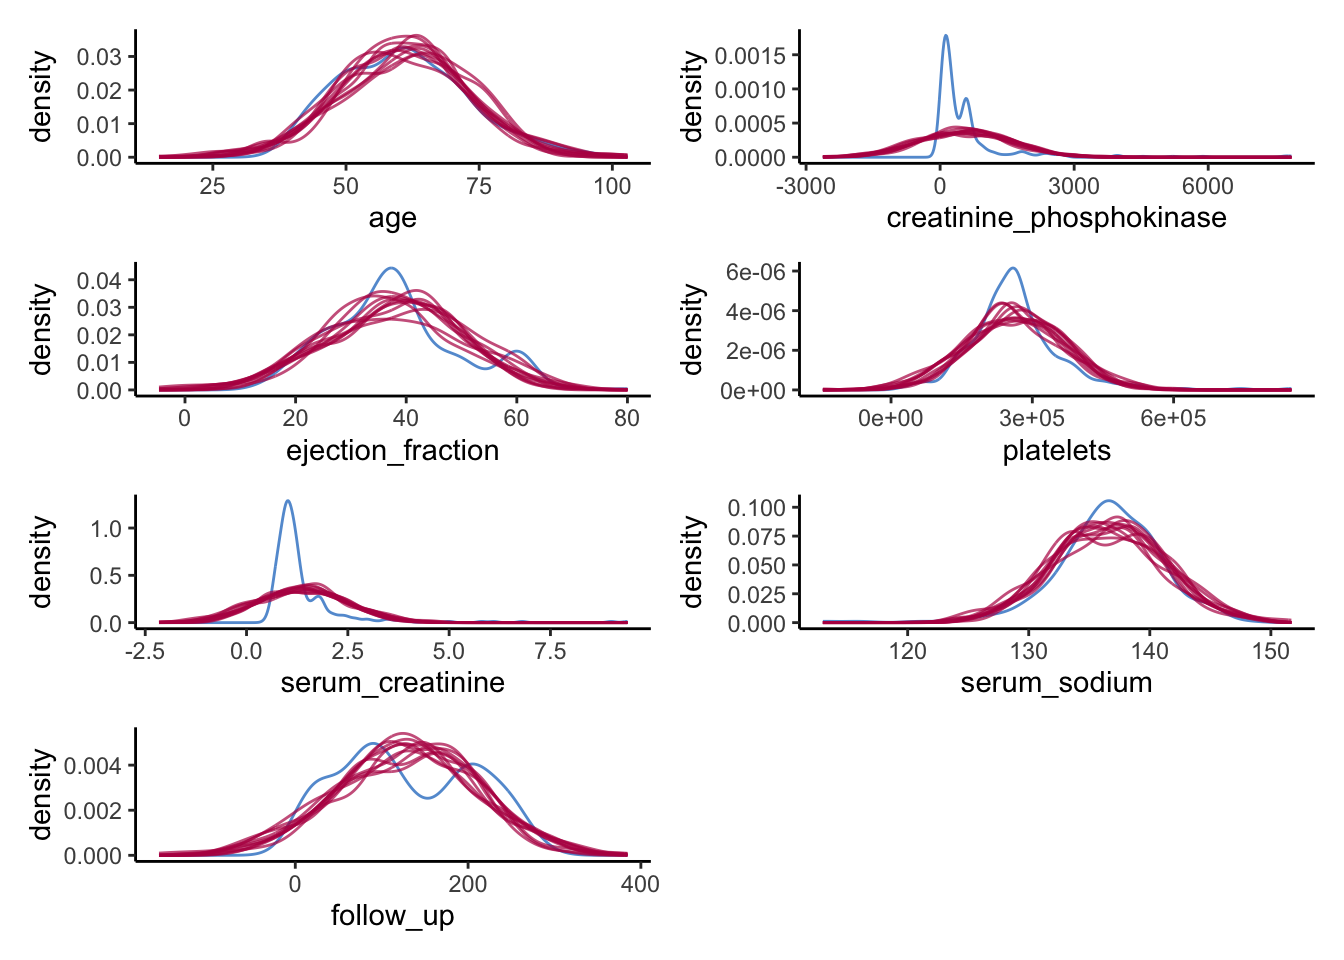 density
0.03
0.02
0.01
0.00
25 50 75 100
age
density
0.0015
0.0010
0.0005
0.0000
-3000 0 3000 6000
creatinine_phosphokinase
density
0.04
0.03
0.02
0.01
0.00
0 20 40 60 80
ejection_fraction
density
6e-06
4e-06
2e-06
0e+00
0e+00 3e+05 6e+05
platelets
density
1.0
0.5
0.0
-2.5 0.0 2.5 5.0 7.5
serum_creatinine
density
0.100
0.075
0.050
0.025
0.000
120 130 140 150
serum_sodium
density
0.004
0.002
0.000
0 200 400
follow_up